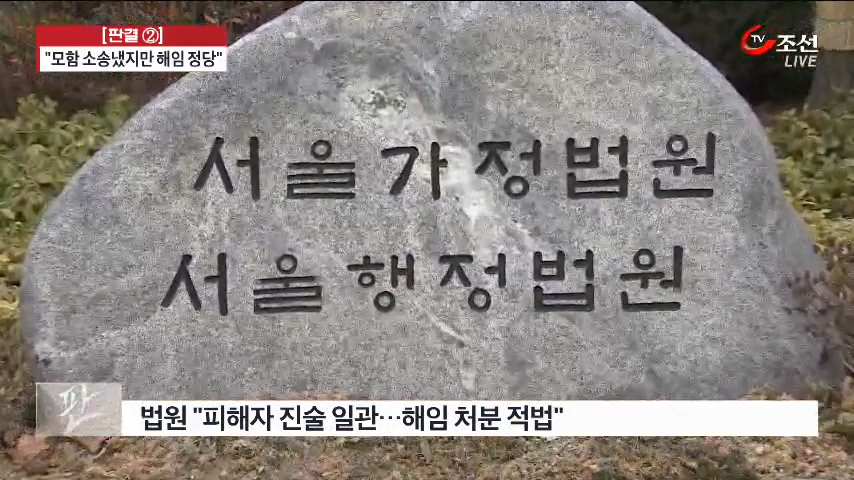 [판결 ②]
"모함 소송냈지만 해임 정당"
TV조선
LIVE
서울가정법원
서울행정법원
판
법원 "피해자 진술 일관…해임 처분 적법"